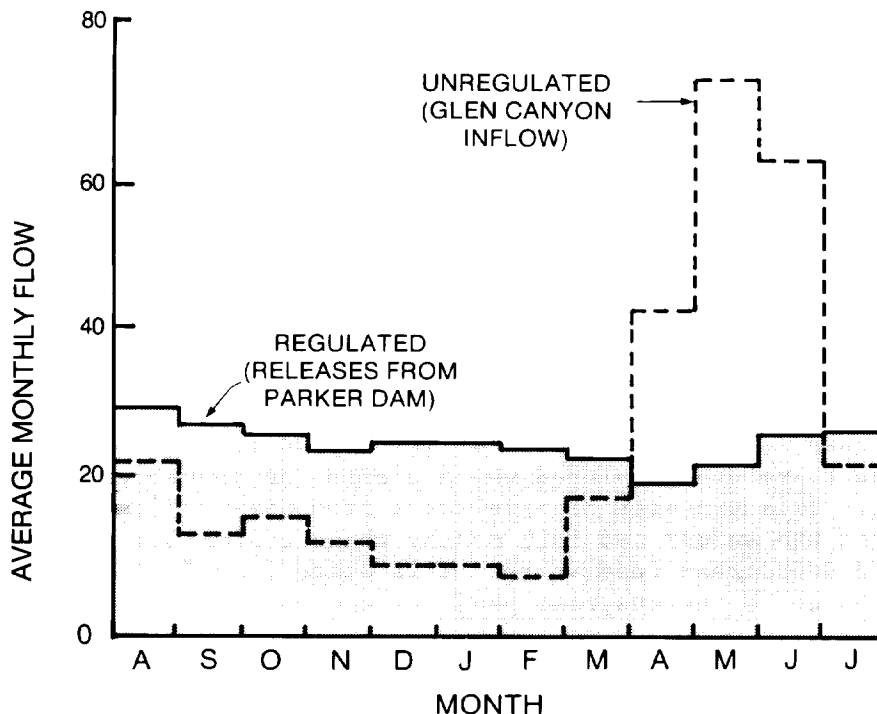 80
60
40
20
0
AVERAGE MONTHLY FLOW
UNREGULATED
(GLEN CANYON
INFLOW)
REGULATED
(RELEASES FROM
PARKER DAM)
A S O N D J F M A M J J
MONTH